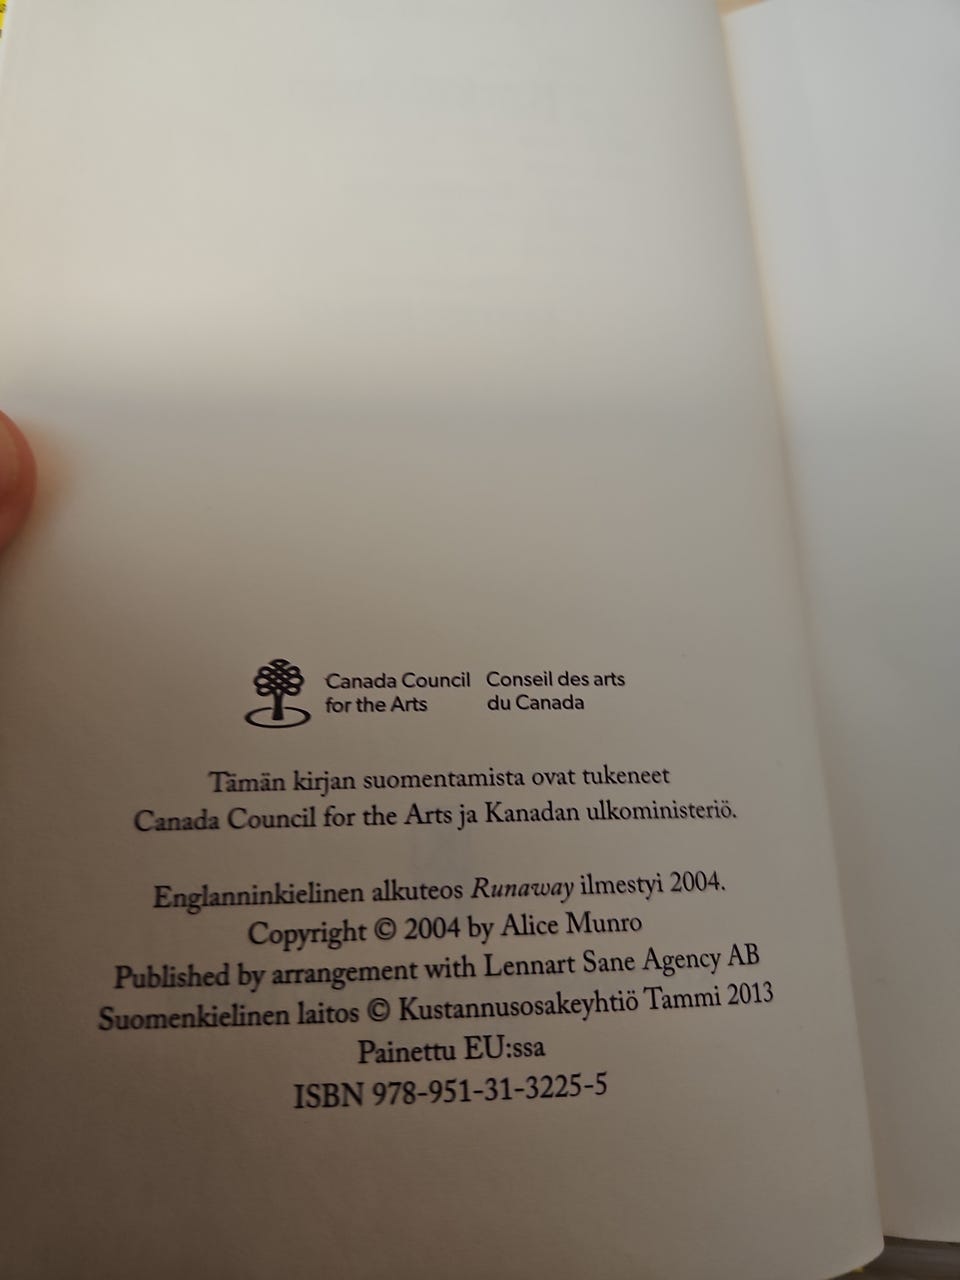 Canada Council Conseil des arts
for the Arts du Canada
Tämän kirjan suomentamista ovat tukeneet
Canada Council for the Arts ja Kanadan ulkoministeriö.
Englanninkielinen alkuteos Runaway ilmestyi 2004.
Copyright © 2004 by Alice Munro
Published by arrangement with Lennart Sane Agency AB
Suomenkielinen laitos © Kustannusosakeyhtiö Tammi 2013
Painettu EU:ssa
ISBN 978-951-31-3225-5